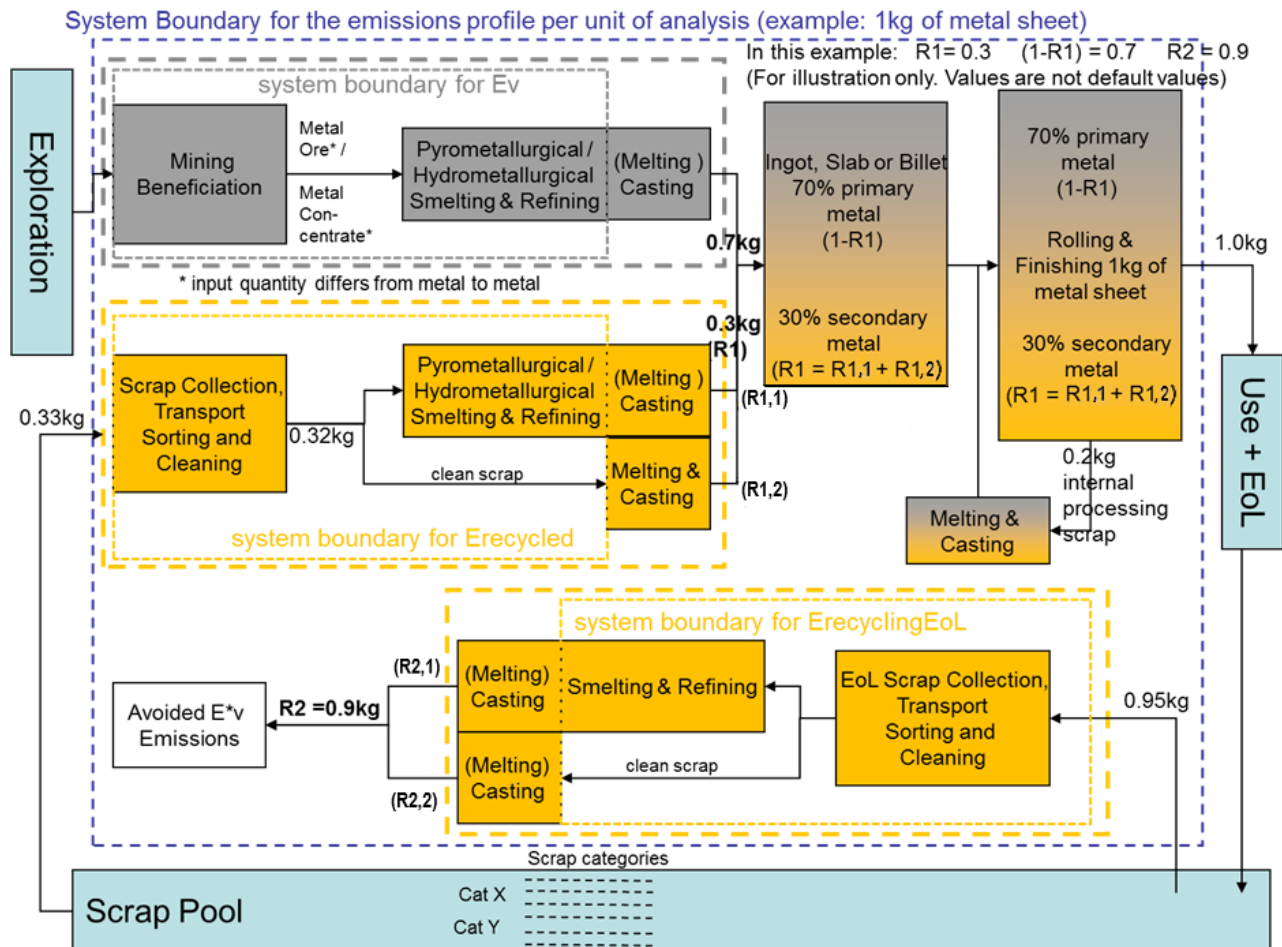 System Boundary for the emissions profile per unit of analysis (example: 1kg of metal sheet)
In this example: R1= 0.3 (1-R1) = 0.7 R2 = 0.9
(For illustration only. Values are not default values)
Exploration
system boundary for Ev
Mining
Beneficiation
Metal
Ore* /
Metal
Con-
centrate*
Pyrometallurgical /
Hydrometallurgical
Smelting & Refining
(Melting )
Casting
* input quantity differs from metal to metal
0.7kg
0.3kg
(R1)
Ingot, Slab or Billet
70% primary
metal
(1-R1)
30% secondary
metal
(R1 = R1,1 + R1,2)
70% primary
metal
(1-R1)
Rolling &
Finishing 1kg of
metal sheet
30% secondary
metal
(R1 = R1,1 + R1,2)
1.0kg
Use + EoL
0.33kg
Scrap Collection,
Transport
Sorting and
Cleaning
0.32kg
Pyrometallurgical /
Hydrometallurgical
Smelting & Refining
(Melting )
Casting
(R1,1)
clean scrap
Melting &
Casting
(R1,2)
system boundary for Erecycled
0.2kg
internal
processing
scrap
Melting &
Casting
system boundary for ErecyclingEoL
(R2,1)
(Melting)
Casting
Smelting & Refining
EoL Scrap Collection,
Transport
Sorting and
Cleaning
0.95kg
Avoided E*v
Emissions
R2 =0.9kg
(R2,2)
(Melting)
Casting
clean scrap
Scrap categories
Scrap Pool
Cat X
Cat Y